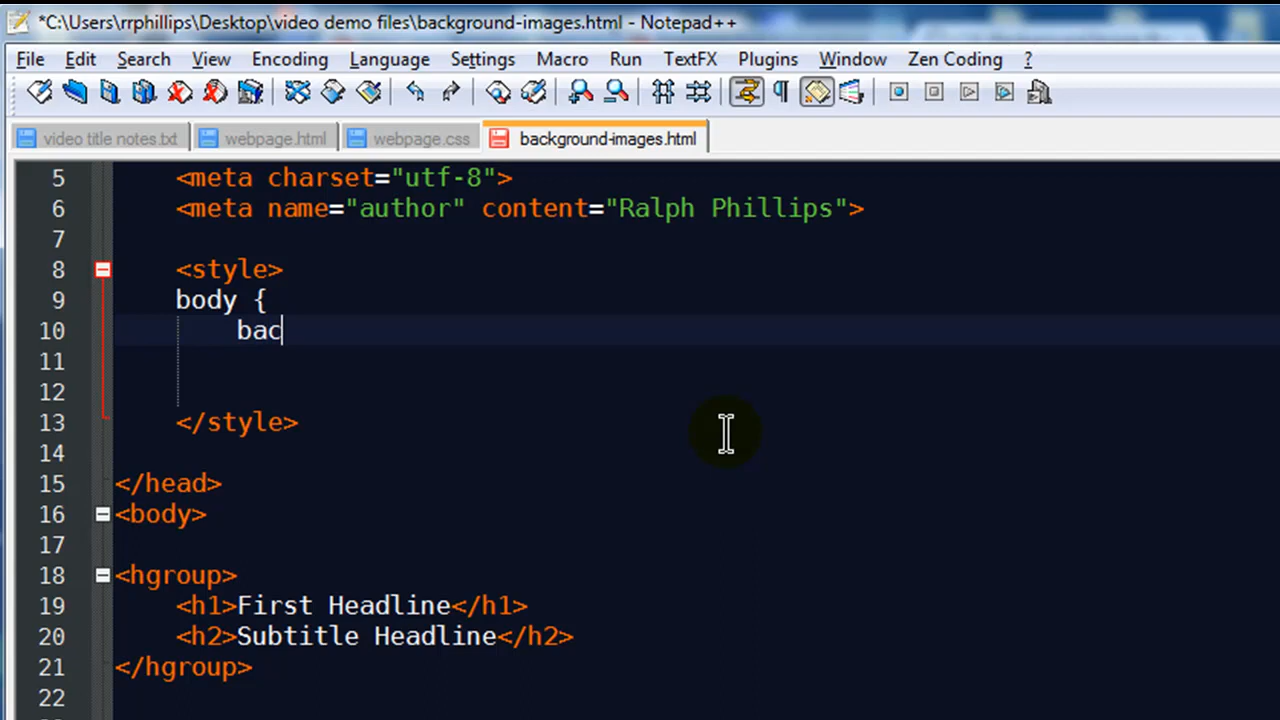 *C:\Users\rrphillips\Desktop\video demo files\background-images.html - Notepad++
File Edit Search View Encoding Language Settings Macro Run TextFX Plugins Window Zen Coding ?
video title notes.txt webpage.html webpage.css background-images.html
5 <meta charset="utf-8">
6 <meta name="author" content="Ralph Phillips">
7
8 <style>
9 body {
10 bac
11
12
13 </style>
14
15 </head>
16 <body>
17
18 <hgroup>
19 <h1>First Headline</h1>
20 <h2>Subtitle Headline</h2>
21 </hgroup>
22